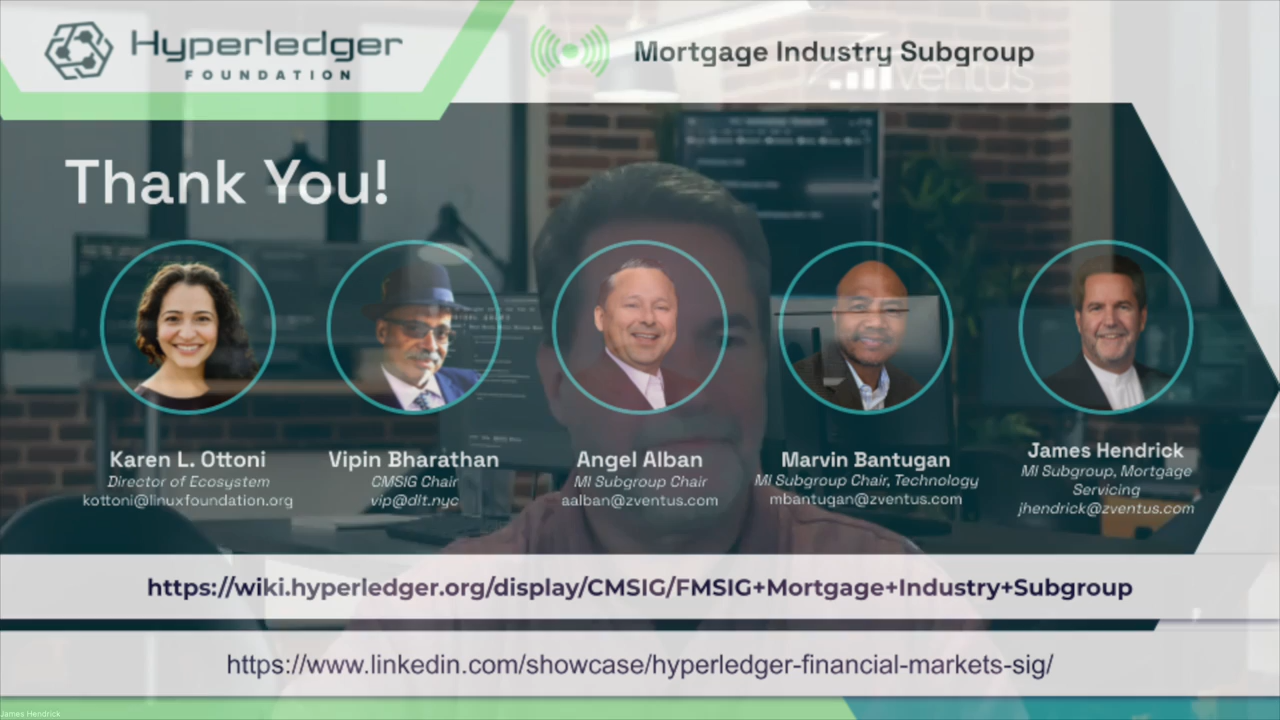 Hyperledger
FOUNDATION
Mortgage Industry Subgroup
ventus
Thank You!
Karen L. Ottoni
Director of Ecosystem
kottoni@linuxfoundation.org
Vipin Bharathan
CMSIG Chair
vip@dlt.nyc
Angel Alban
MI Subgroup Chair
aalban@zventus.com
Marvin Bantugan
MI Subgroup Chair, Technology
mbantugan@zventus.com
James Hendrick
MI Subgroup, Mortgage
Servicing
jhendrick@zventus.com
https://wiki.hyperledger.org/display/CMSIG/FMSIG+Mortgage+Industry+Subgroup
https://www.linkedin.com/showcase/hyperledger-financial-markets-sig/
James Hendrick